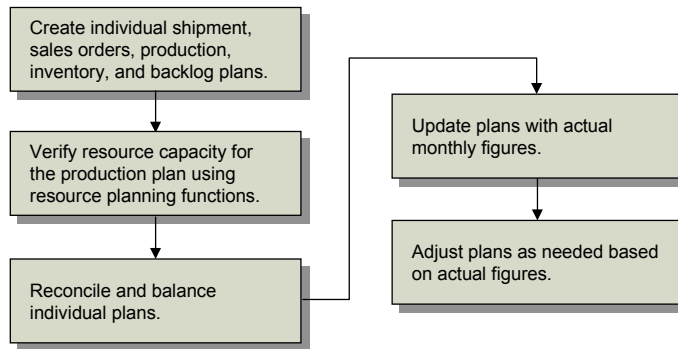 Create individual shipment,
sales orders, production,
inventory, and backlog plans.
Verify resource capacity for
the production plan using
resource planning functions.
Reconcile and balance
individual plans.
Update plans with actual
monthly figures.
Adjust plans as needed based
on actual figures.